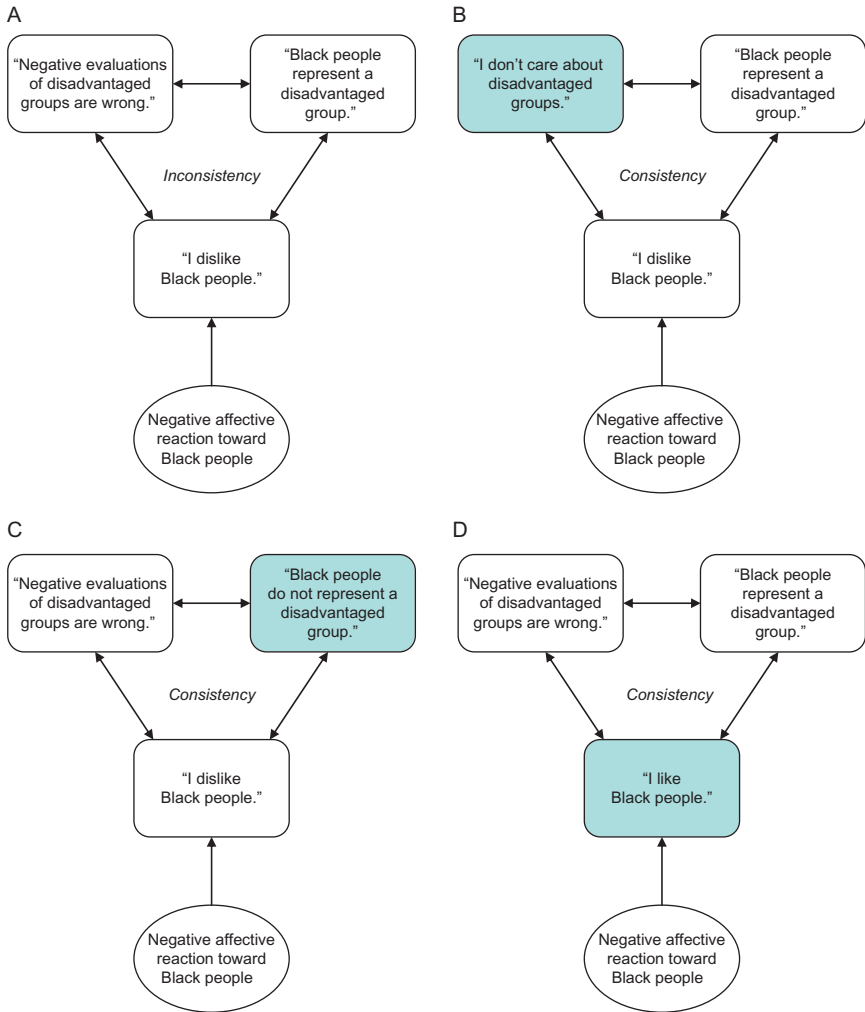 A
“Negative evaluations
of disadvantaged
groups are wrong.”
“Black people
represent a
disadvantaged
group.”
Inconsistency
“I dislike
Black people.”
Negative affective
reaction toward
Black people
B
“I don’t care about
disadvantaged
groups.”
“Black people
represent a
disadvantaged
group.”
Consistency
“I dislike
Black people.”
Negative affective
reaction toward
Black people
C
“Negative evaluations
of disadvantaged
groups are wrong.”
“Black people
do not represent a
disadvantaged
group.”
Consistency
“I dislike
Black people.”
Negative affective
reaction toward
Black people
D
“Negative evaluations
of disadvantaged
groups are wrong.”
“Black people
represent a
disadvantaged
group.”
Consistency
“I like
Black people.”
Negative affective
reaction toward
Black people